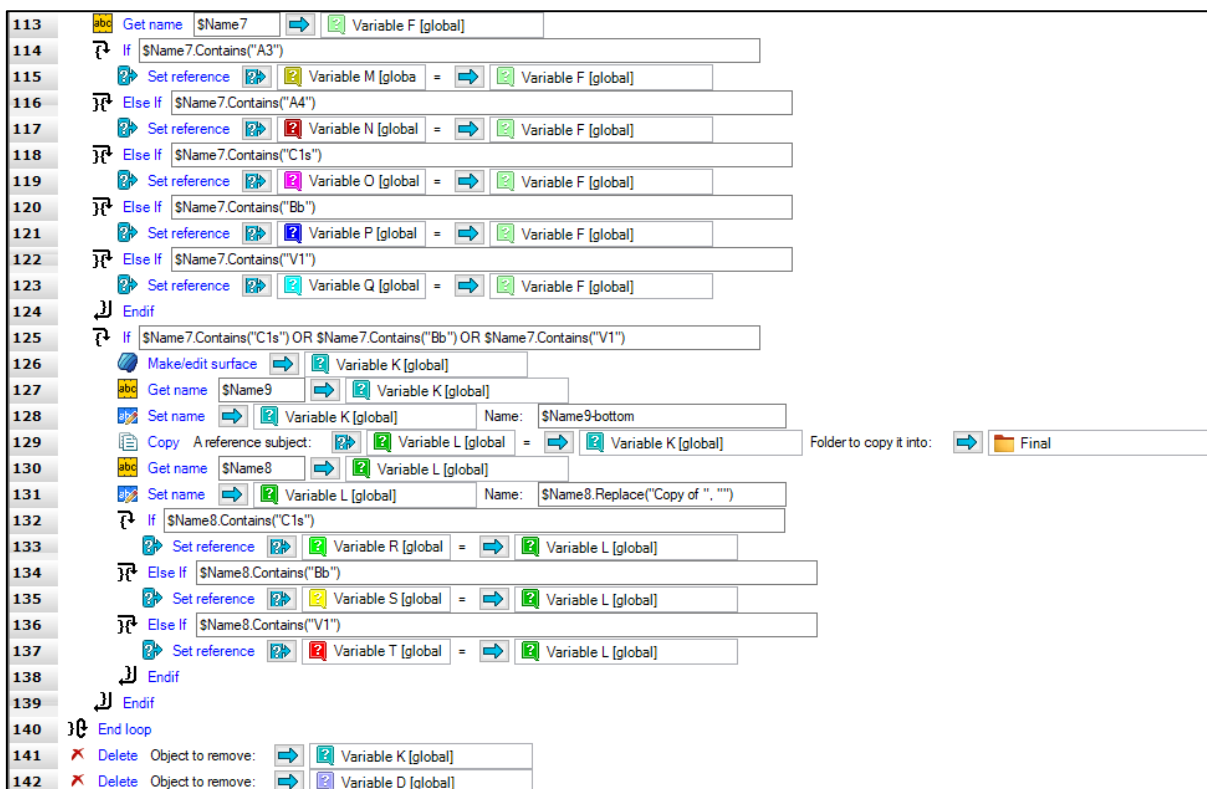 113 abc Get name $Name7 Variable F [global]
114 If $Name7.Contains("A3")
115 Set reference Variable M [globa = Variable F [global]
116 Else If $Name7.Contains("A4")
117 Set reference Variable N [global = Variable F [global]
118 Else If $Name7.Contains("C1s")
119 Set reference Variable O [global = Variable F [global]
120 Else If $Name7.Contains("Bb")
121 Set reference Variable P [global = Variable F [global]
122 Else If $Name7.Contains("V1")
123 Set reference Variable Q [global = Variable F [global]
124 Endif
125 If $Name7.Contains("C1s") OR $Name7.Contains("Bb") OR $Name7.Contains("V1")
126 Make/edit surface Variable K [global]
127 abc Get name $Name9 Variable K [global]
128 Set name Variable K [global] Name: $Name9-bottom
129 Copy A reference subject: Variable L [global = Variable K [global] Folder to copy it into: Final
130 abc Get name $Name8 Variable L [global]
131 Set name Variable L [global] Name: $Name8.Replace("Copy of ", "")
132 If $Name8.Contains("C1s")
133 Set reference Variable R [global = Variable L [global]
134 Else If $Name8.Contains("Bb")
135 Set reference Variable S [global = Variable L [global]
136 Else If $Name8.Contains("V1")
137 Set reference Variable T [global = Variable L [global]
138 Endif
139 Endif
140 End loop
141 Delete Object to remove: Variable K [global]
142 Delete Object to remove: Variable D [global]